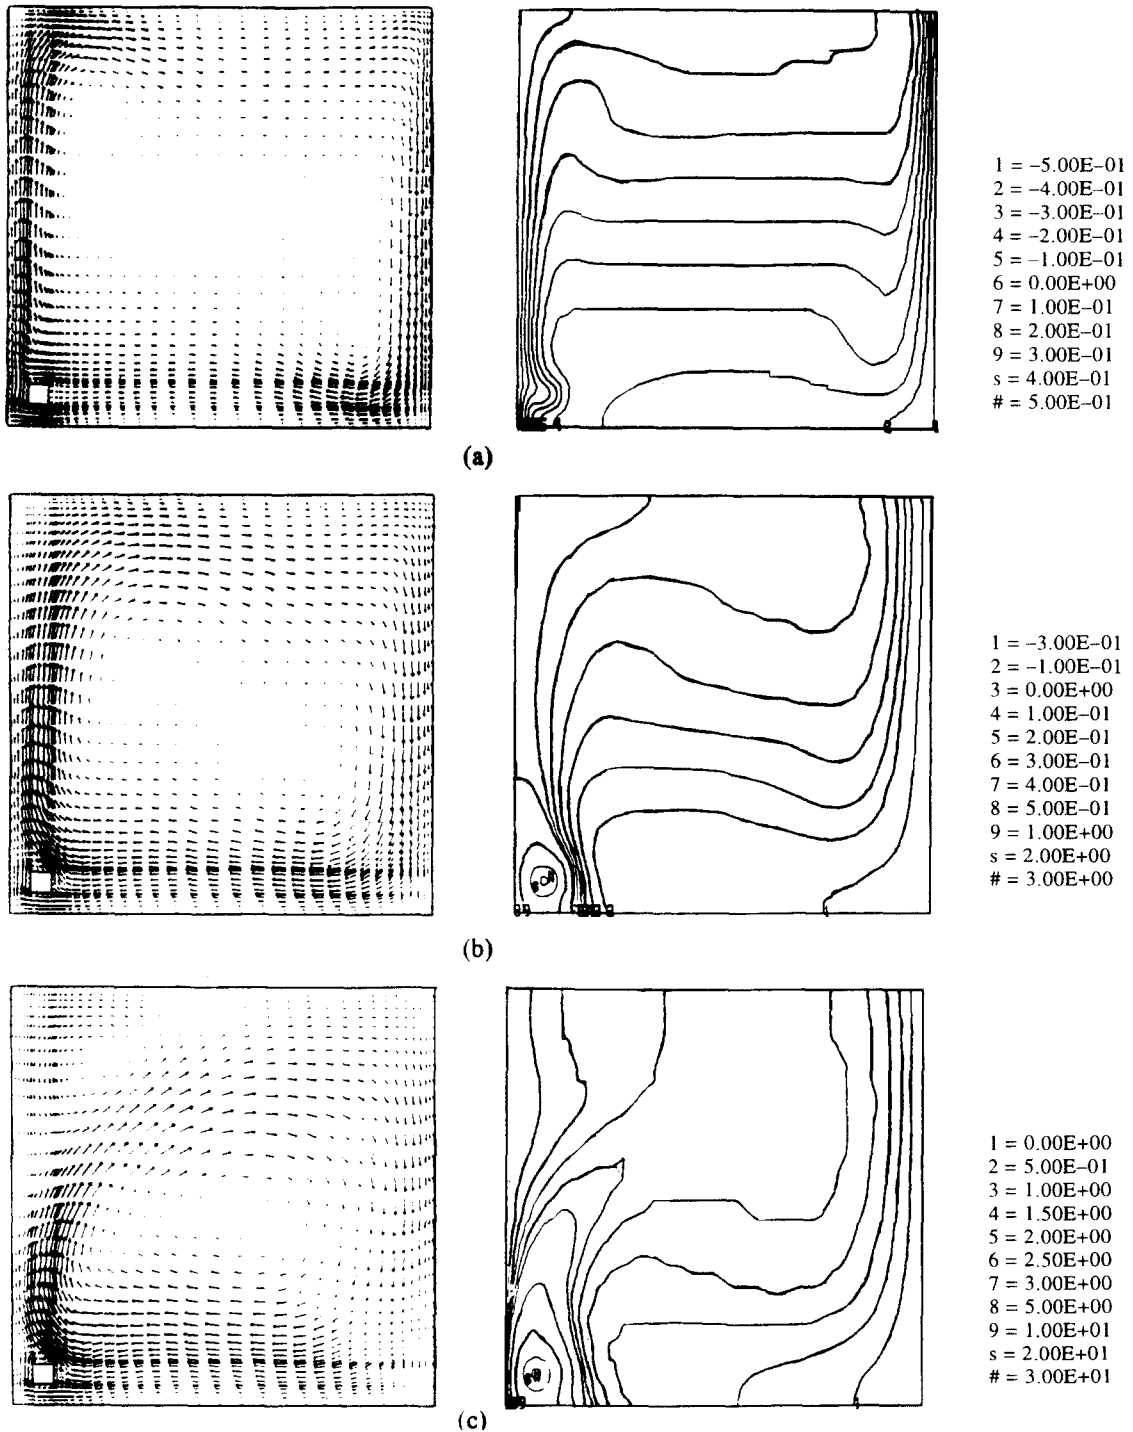 1 = −5.00E−01
2 = −4.00E−01
3 = −3.00E−01
4 = −2.00E−01
5 = −1.00E−01
6 = 0.00E+00
7 = 1.00E−01
8 = 2.00E−01
9 = 3.00E−01
s = 4.00E−01
# = 5.00E−01
(a)
1 = −3.00E−01
2 = −1.00E−01
3 = 0.00E+00
4 = 1.00E−01
5 = 2.00E−01
6 = 3.00E−01
7 = 4.00E−01
8 = 5.00E−01
9 = 1.00E+00
s = 2.00E+00
# = 3.00E+00
(b)
1 = 0.00E+00
2 = 5.00E−01
3 = 1.00E+00
4 = 1.50E+00
5 = 2.00E+00
6 = 2.50E+00
7 = 3.00E+00
8 = 5.00E+00
9 = 1.00E+01
s = 2.00E+01
# = 3.00E+01
(c)